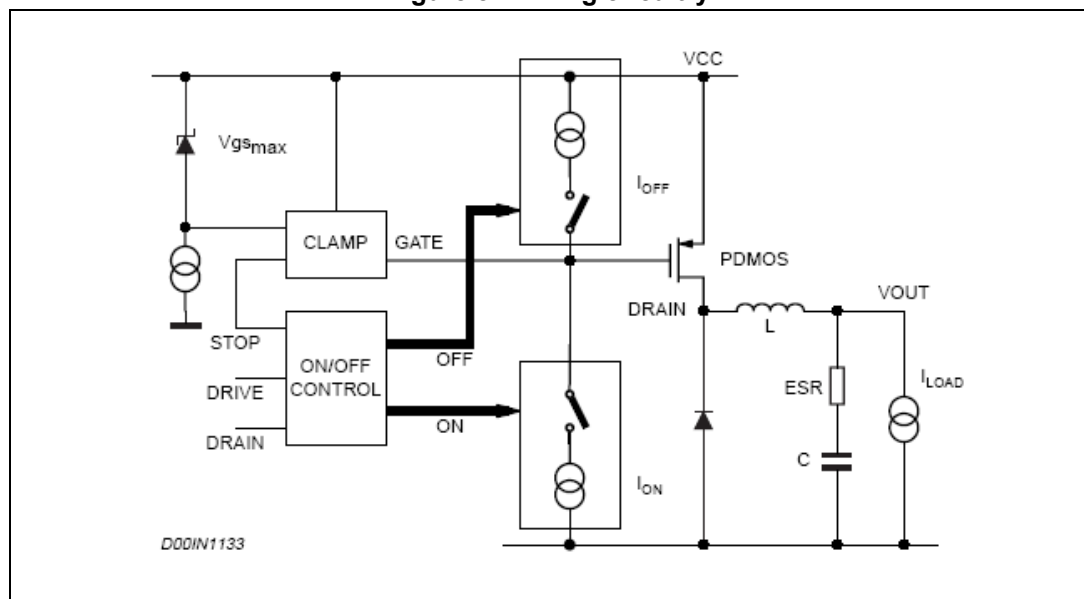 VCC
Vgsmax
IOFF
CLAMP
GATE
PDMOS
DRAIN
VOUT
L
STOP
OFF
ON/OFF
CONTROL
ESR
ILOAD
DRIVE
ON
DRAIN
C
ION
D00IN1133